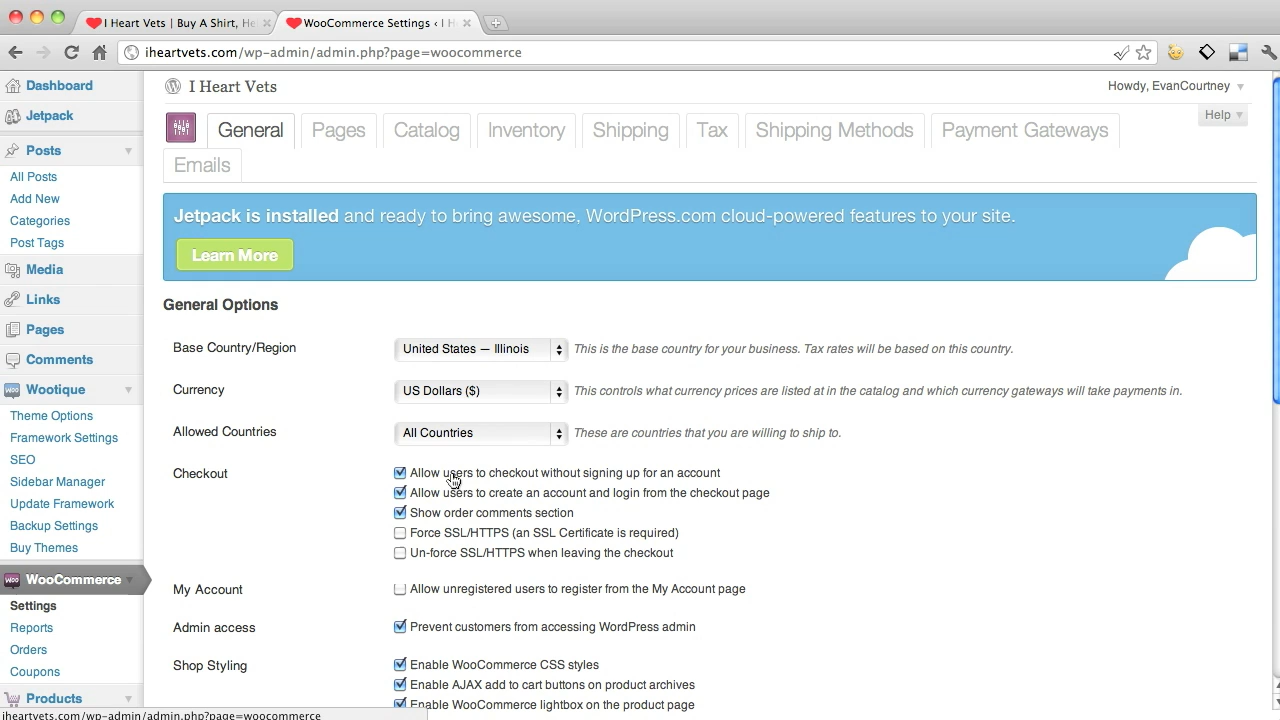 I Heart Vets | Buy A Shirt, He
WooCommerce Settings ‹ I H
iheartvets.com/wp-admin/admin.php?page=woocommerce
Dashboard
Jetpack
Posts
All Posts
Add New
Categories
Post Tags
Media
Links
Pages
Comments
Wootique
Theme Options
Framework Settings
SEO
Sidebar Manager
Update Framework
Backup Settings
Buy Themes
WooCommerce
Settings
Reports
Orders
Coupons
Products
I Heart Vets
Howdy, EvanCourtney
Help
General Pages Catalog Inventory Shipping Tax Shipping Methods Payment Gateways
Emails
Jetpack is installed and ready to bring awesome, WordPress.com cloud-powered features to your site.
Learn More
General Options
Base Country/Region United States — Illinois This is the base country for your business. Tax rates will be based on this country.
Currency US Dollars ($) This controls what currency prices are listed at in the catalog and which currency gateways will take payments in.
Allowed Countries All Countries These are countries that you are willing to ship to.
Checkout Allow users to checkout without signing up for an account
Allow users to create an account and login from the checkout page
Show order comments section
Force SSL/HTTPS (an SSL Certificate is required)
Un-force SSL/HTTPS when leaving the checkout
My Account Allow unregistered users to register from the My Account page
Admin access Prevent customers from accessing WordPress admin
Shop Styling Enable WooCommerce CSS styles
Enable AJAX add to cart buttons on product archives
Enable WooCommerce lightbox on the product page
iheartvets.com/wp-admin/admin.php?page=woocommerce